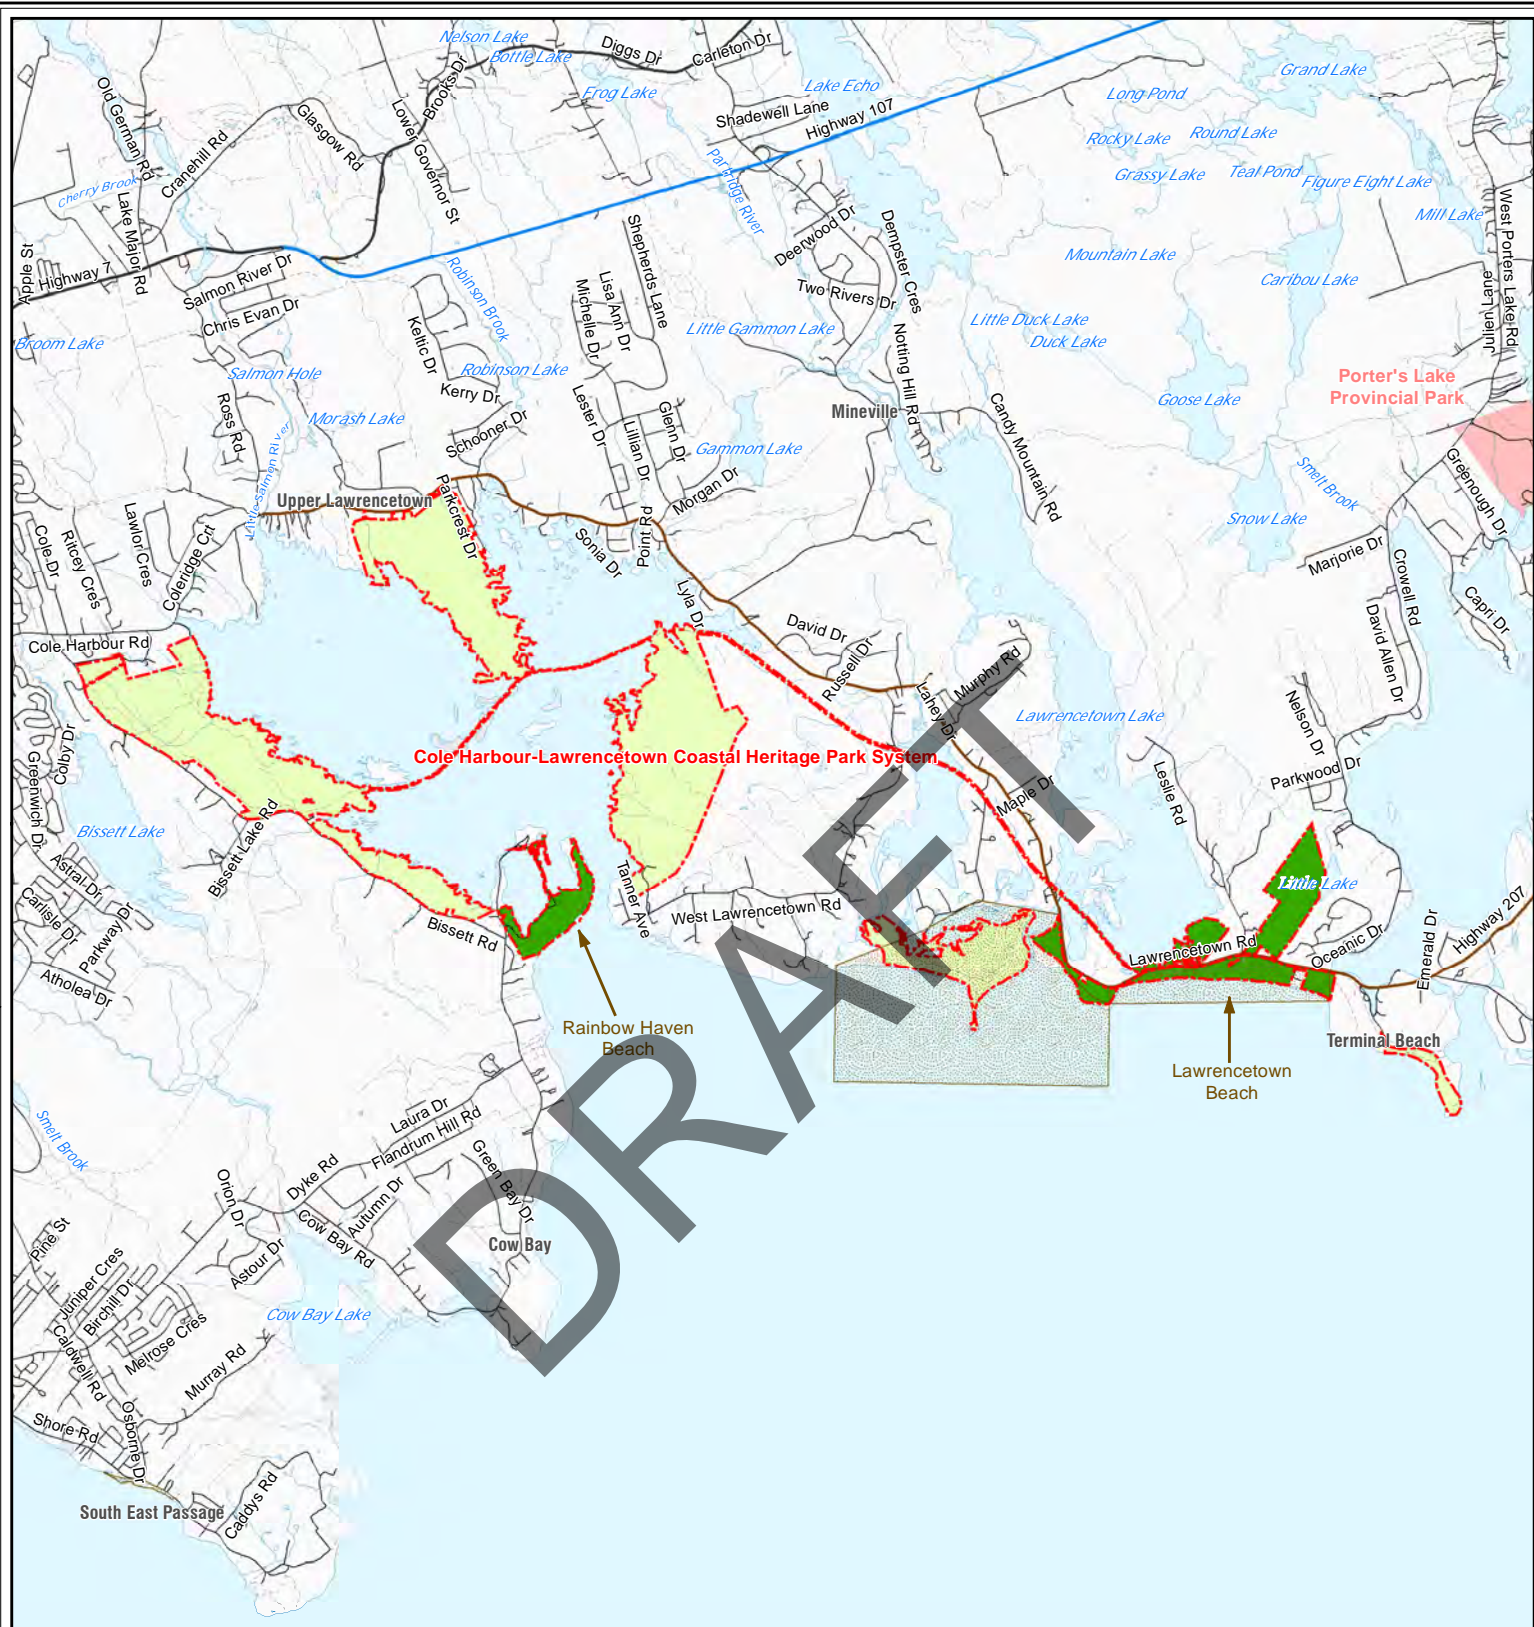 Nelson Lake
Bottle Lake
Diggs Dr
Carleton Dr
Grand Lake
Old German Rd
Brooks Dr
Frog Lake
Lake Echo
Long Pond
Lower Governor St
Shadewell Lane
Highway 107
Cranehill Rd
Glasgow Rd
Rocky Lake
Round Lake
Partridge River
Grassy Lake
Teal Pond
Figure Eight Lake
Cherry Brook
Lake Major Rd
Mill Lake
West Porters Lake Rd
Deerwood Dr
Dempster Cres
Shepherds Lane
Apple St
Highway 7
Salmon River Dr
Robinson Brook
Mountain Lake
Caribou Lake
Julien Lane
Lisa Ann Dr
Michelle Dr
Two Rivers Dr
Chris Evan Dr
Keltic Dr
Little Gammon Lake
Little Duck Lake
Duck Lake
Notting Hill Rd
Broom Lake
Salmon Hole
Robinson Lake
Porter's Lake
Provincial Park
Kerry Dr
Ross Rd
Morash Lake
Schooner Dr
Lester Dr
Lillian Dr
Glenn Dr
Mineville
Candy Mountain Rd
Goose Lake
Little Salmon River
Gammon Lake
Morgan Dr
Smelt Brook
Greenough Dr
Upper Lawrencetown
Parkcrest Dr
Point Rd
Snow Lake
Cole Dr
Ritcey Cres
Lawlor Cres
Coleridge Crt
Sonia Dr
Marjorie Dr
Crowell Rd
Capri Dr
Lyla Dr
David Dr
David Allen Dr
Cole Harbour Rd
Russell Dr
Murphy Rd
Lahey Dr
Lawrencetown Lake
Nelson Dr
Colby Dr
Greenwich Dr
Cole Harbour-Lawrencetown Coastal Heritage Park System
Maple Dr
Leslie Rd
Parkwood Dr
Bissett Lake
Bissett Lake Rd
Astral Dr
Carlisle Dr
Parkway Dr
Tanner Ave
West Lawrencetown Rd
Little Lake
Bissett Rd
Lawrencetown Rd
Oceanic Dr
Emerald Dr
Highway 207
Atholea Dr
Rainbow Haven
Beach
Lawrencetown
Beach
Terminal Beach
Smelt Brook
Laura Dr
Flandrum Hill Rd
Dyke Rd
Green Bay Dr
Orion Dr
Autumn Dr
Cow Bay Rd
Cow Bay
Pine St
Astour Dr
Juniper Cres
Birchill Dr
Cow Bay Lake
Caldwell Rd
Melrose Cres
Murray Rd
Shore Rd
Osborne Dr
South East Passage
Caddys Rd
DRAFT